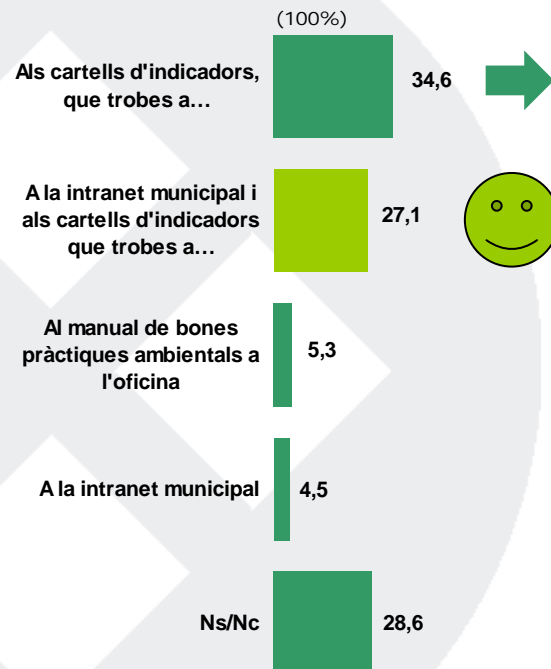 (100%)
Als cartells d'indicadors,
que trobes a…
34,6
A la intranet municipal i
als cartells d'indicadors
que trobes a…
27,1
Al manual de bones
pràctiques ambientals a
l'oficina
5,3
A la intranet municipal
4,5
Ns/Nc
28,6